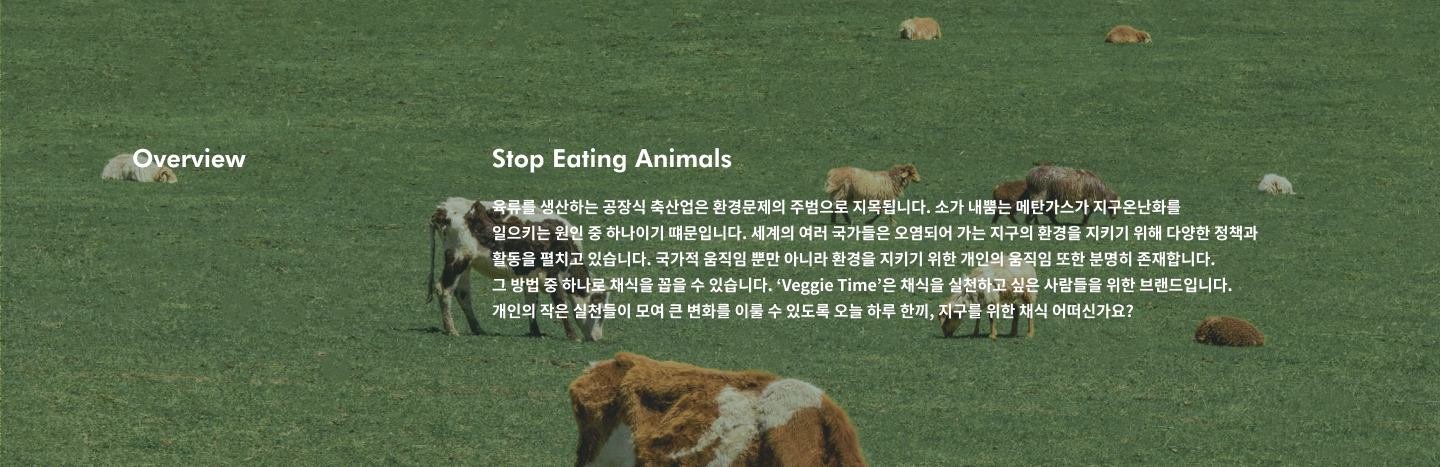 Overview
Stop Eating Animals
육류를 생산하는 공장식 축산업은 환경문제의 주범으로 지목됩니다. 소가 내뿜는 메탄가스가 지구온난화를
일으키는 원인 중 하나이기 떄문입니다. 세계의 여러 국가들은 오염되어 가는 지구의 환경을 지키기 위해 다양한 정책과
활동을 펼치고 있습니다. 국가적 움직임 뿐만 아니라 환경을 지키기 위한 개인의 움직임 또한 분명히 존재합니다.
그 방법 중 하나로 채식을 꼽을 수 있습니다. ‘Veggie Time’은 채식을 실천하고 싶은 사람들을 위한 브랜드입니다.
개인의 작은 실천들이 모여 큰 변화를 이룰 수 있도록 오늘 하루 한끼, 지구를 위한 채식 어떠신가요?